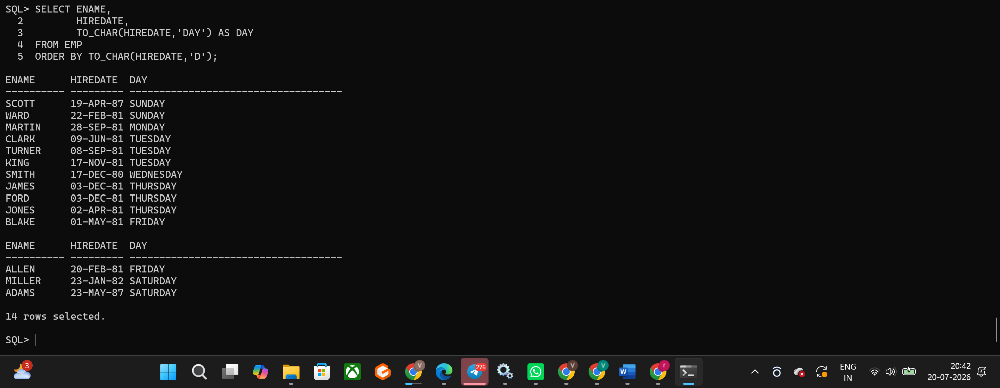 SQL> SELECT ENAME,
  2         HIREDATE,
  3         TO_CHAR(HIREDATE,'DAY') AS DAY
  4  FROM EMP
  5  ORDER BY TO_CHAR(HIREDATE,'D');

ENAME      HIREDATE  DAY
---------- --------- ------------------------------------
SCOTT      19-APR-87 SUNDAY
WARD       22-FEB-81 SUNDAY
MARTIN     28-SEP-81 MONDAY
CLARK      09-JUN-81 TUESDAY
TURNER     08-SEP-81 TUESDAY
KING       17-NOV-81 TUESDAY
SMITH      17-DEC-80 WEDNESDAY
JAMES      03-DEC-81 THURSDAY
FORD       03-DEC-81 THURSDAY
JONES      02-APR-81 THURSDAY
BLAKE      01-MAY-81 FRIDAY

ENAME      HIREDATE  DAY
---------- --------- ------------------------------------
ALLEN      20-FEB-81 FRIDAY
MILLER     23-JAN-82 SATURDAY
ADAMS      23-MAY-87 SATURDAY

14 rows selected.

SQL>
3
V
276
V
V
W
r
ENG
IN
20:42
20-07-2026